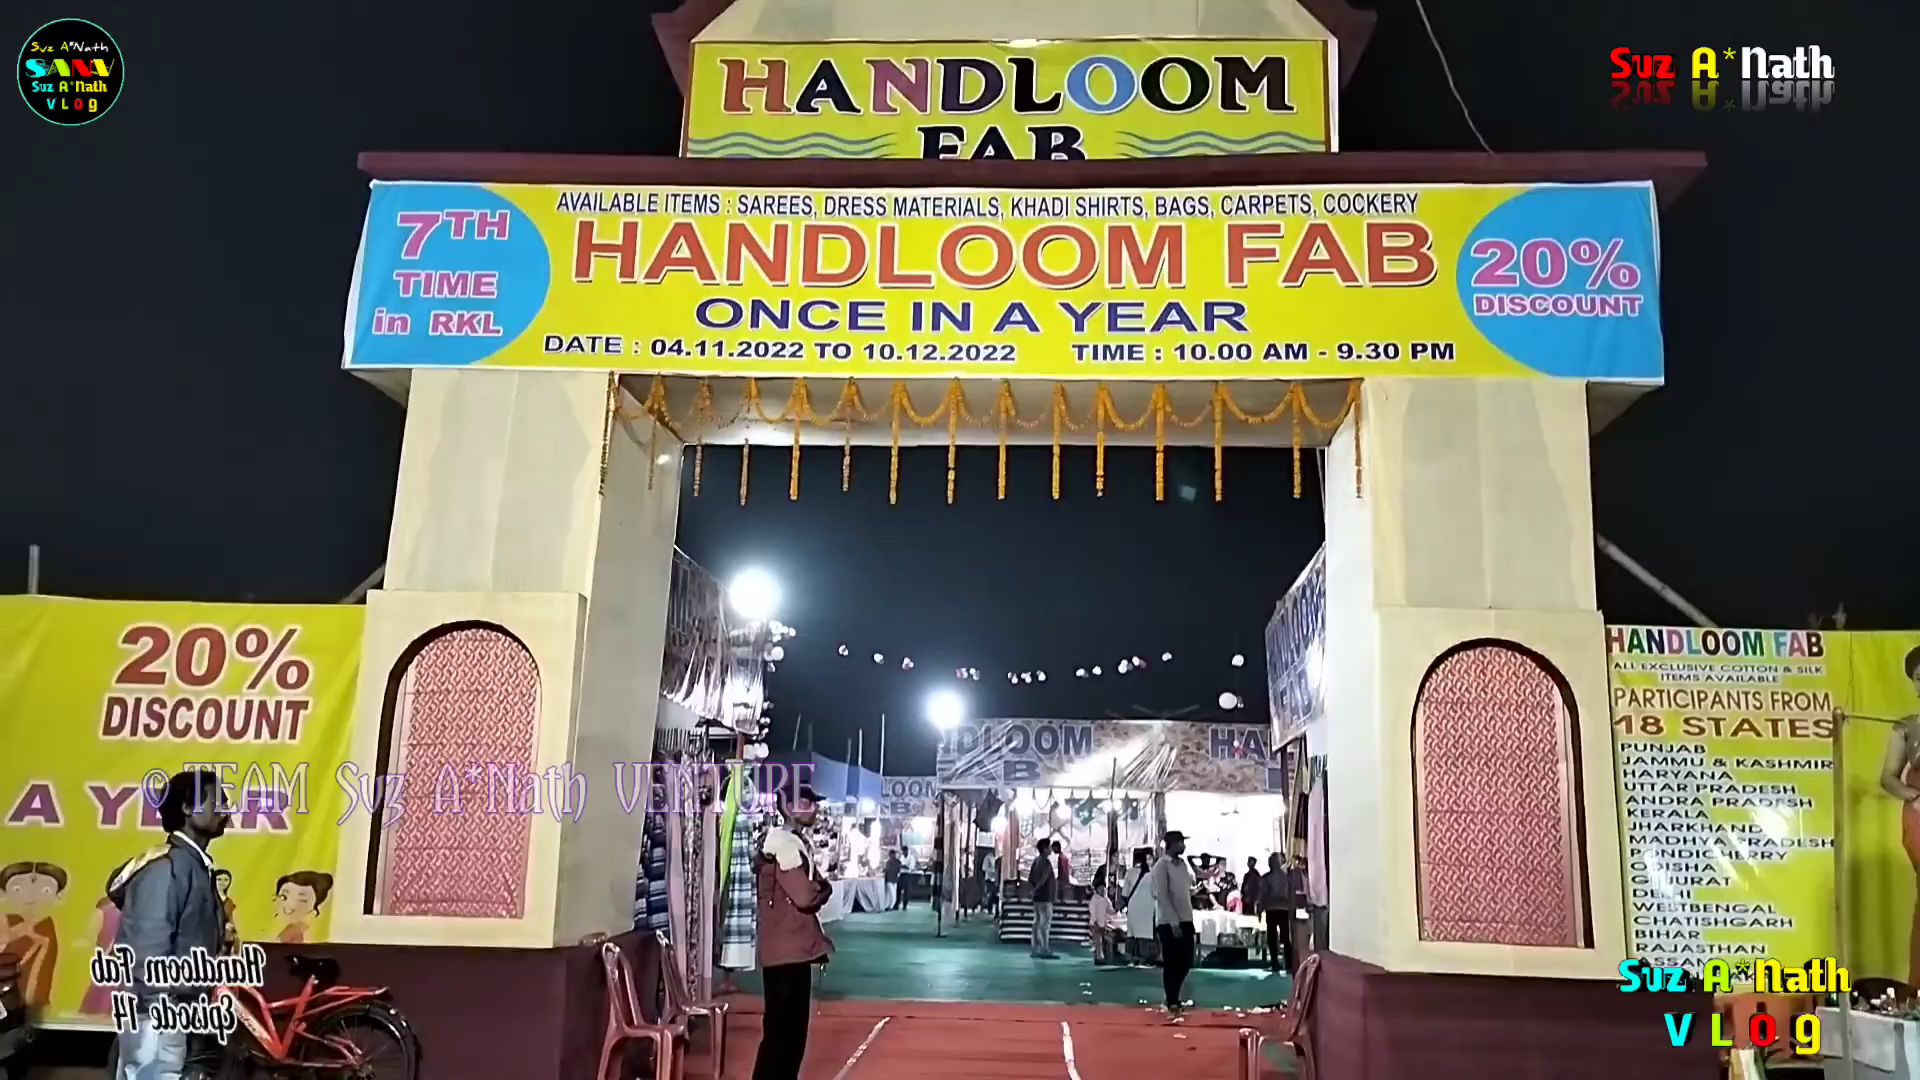 Suz A*Nath
SANV
Suz A*Nath
VLOg
Suz A*Nath
HANDLOOM
FAB
AVAILABLE ITEMS : SAREES, DRESS MATERIALS, KHADI SHIRTS, BAGS, CARPETS, COCKERY
7TH
TIME
in RKL
HANDLOOM FAB
ONCE IN A YEAR
DATE : 04.11.2022 TO 10.12.2022 TIME : 10.00 AM - 9.30 PM
20%
DISCOUNT
20%
DISCOUNT
A YEAR
© TEAM Suz A*Nath VENTURE
Handloom Fab
Episode 14
HANDLOOM FAB
ALL EXCLUSIVE COTTON & SILK
ITEMS AVAILABLE
PARTICIPANTS FROM
18 STATES
PUNJAB
JAMMU & KASHMIR
HARYANA
UTTAR PRADESH
ANDRA PRADESH
KERALA
JHARKHAND
MADHYA PRADESH
PONDICHERRY
ODISHA
GUJURAT
DELHI
WESTBENGAL
CHATISHGARH
BIHAR
RAJASTHAN
ASSAM
Suz A*Nath
VLOg